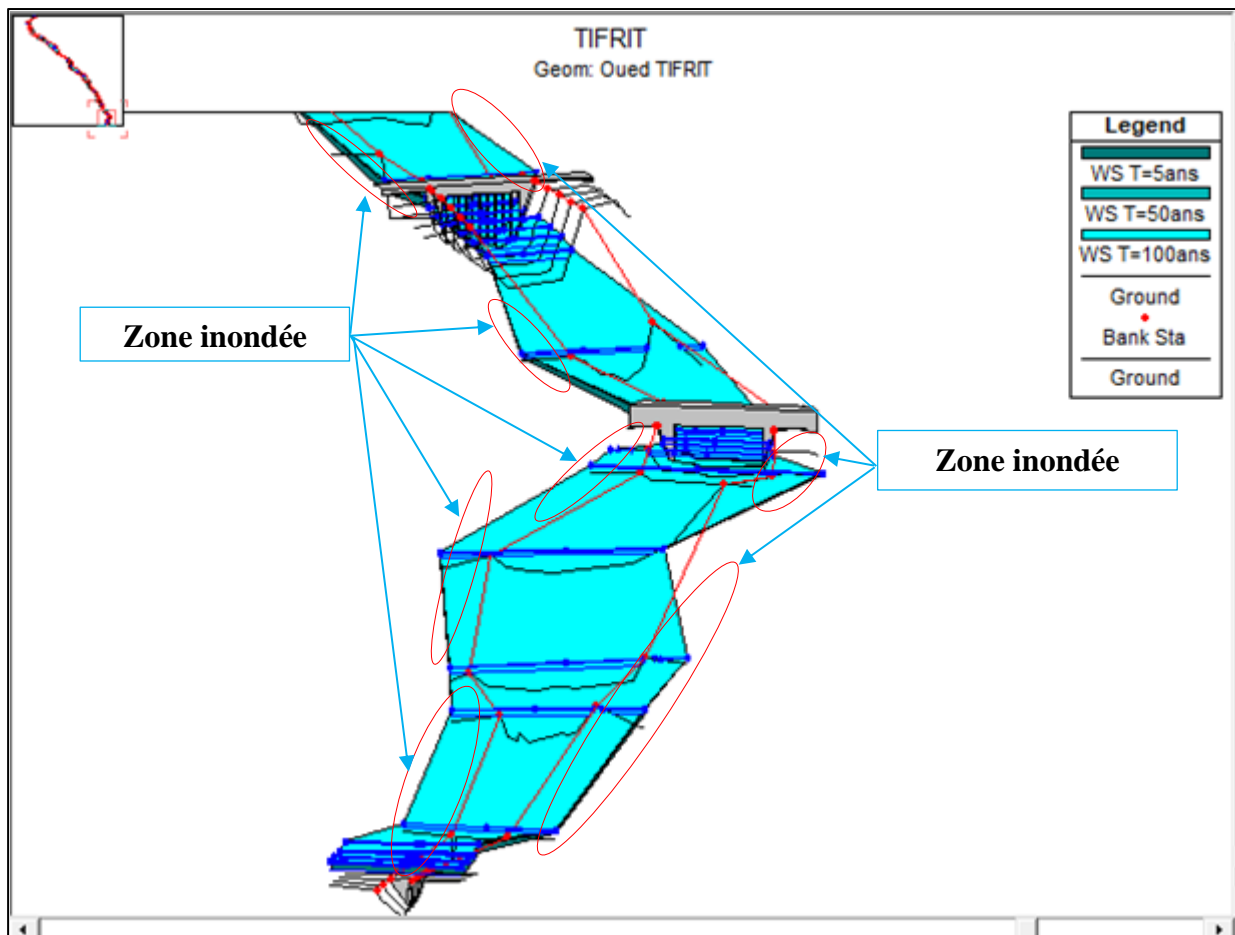 TIFRIT
Geom: Oued TIFRIT
Legend
WS T=5ans
WS T=50ans
WS T=100ans
Ground
Bank Sta
Ground
Zone inondée
Zone inondée